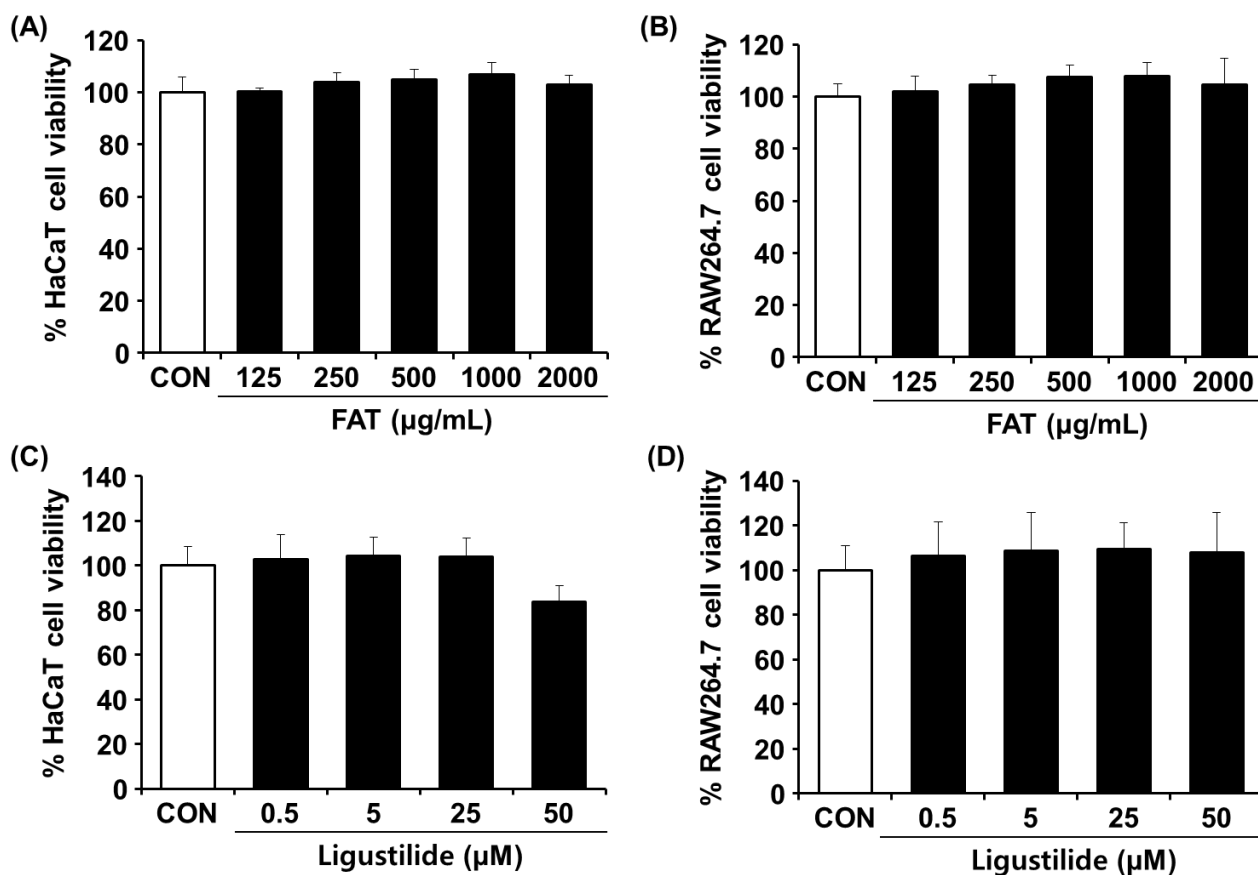 (A)
% HaCaT cell viability
120
100
80
60
40
20
0
CON 125 250 500 1000 2000
FAT (µg/mL)
(B)
% RAW264.7 cell viability
120
100
80
60
40
20
0
CON 125 250 500 1000 2000
FAT (µg/mL)
(C)
% HaCaT cell viability
140
120
100
80
60
40
20
0
CON 0.5 5 25 50
Ligustilide (µM)
(D)
% RAW264.7 cell viability
140
120
100
80
60
40
20
0
CON 0.5 5 25 50
Ligustilide (µM)